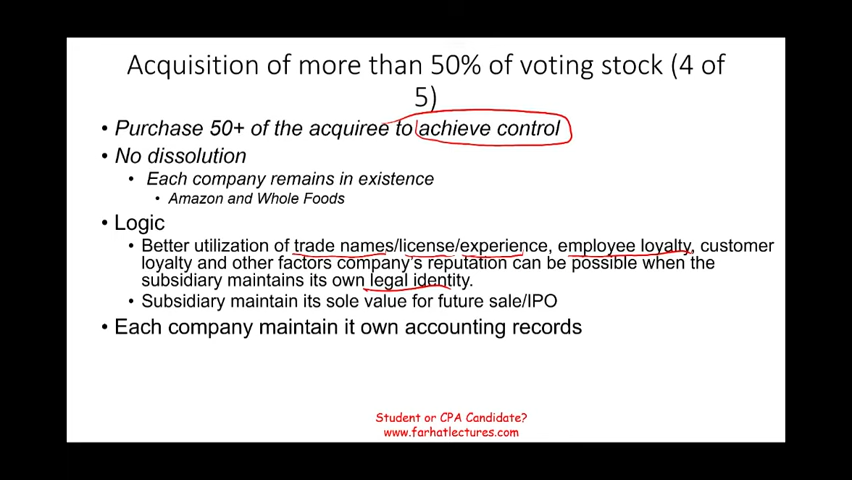 Acquisition of more than 50% of voting stock (4 of
5)
• Purchase 50+ of the acquiree to achieve control
• No dissolution
• Each company remains in existence
• Amazon and Whole Foods
• Logic
• Better utilization of trade names/license/experience, employee loyalty, customer
loyalty and other factors company's reputation can be possible when the
subsidiary maintains its own legal identity.
• Subsidiary maintain its sole value for future sale/IPO
• Each company maintain it own accounting records
Student or CPA Candidate?
www.farhatlectures.com